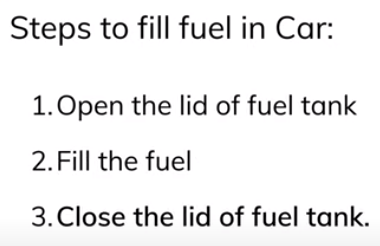 Steps to fill fuel in Car:
1. Open the lid of fuel tank
2. Fill the fuel
3. Close the lid of fuel tank.